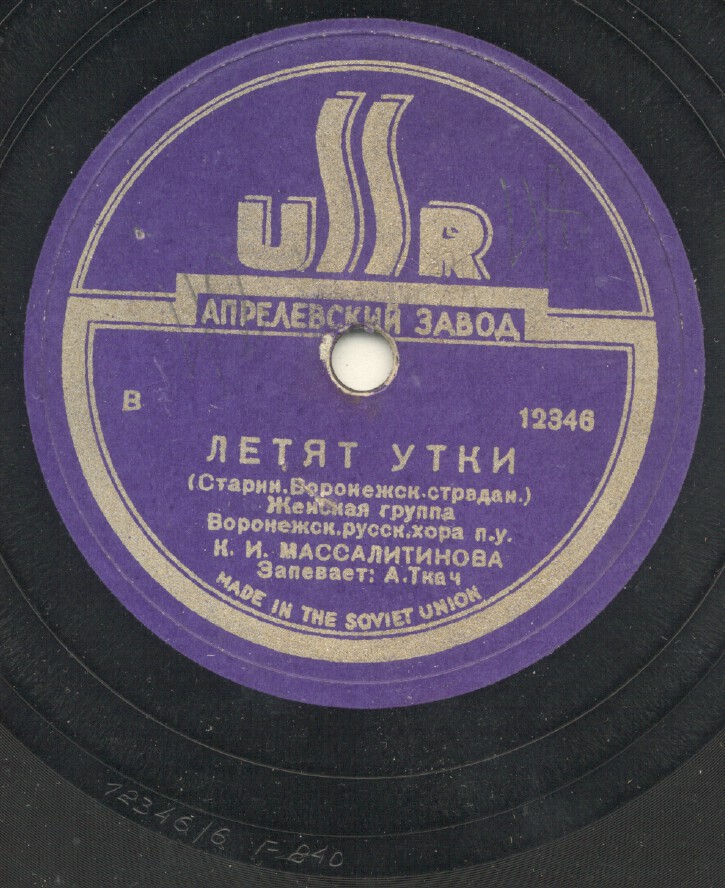 USSR
АПРЕЛЕВСКИЙ ЗАВОД
В 12346
ЛЕТЯТ УТКИ
(Старин.Воронежск.страдан.)
Женская группа
Воронежск.русск.хора п.у.
К. И. МАССАЛИТИНОВА
Запевает: А.Ткач
MADE IN THE SOVIET UNION
12346/6 F-840